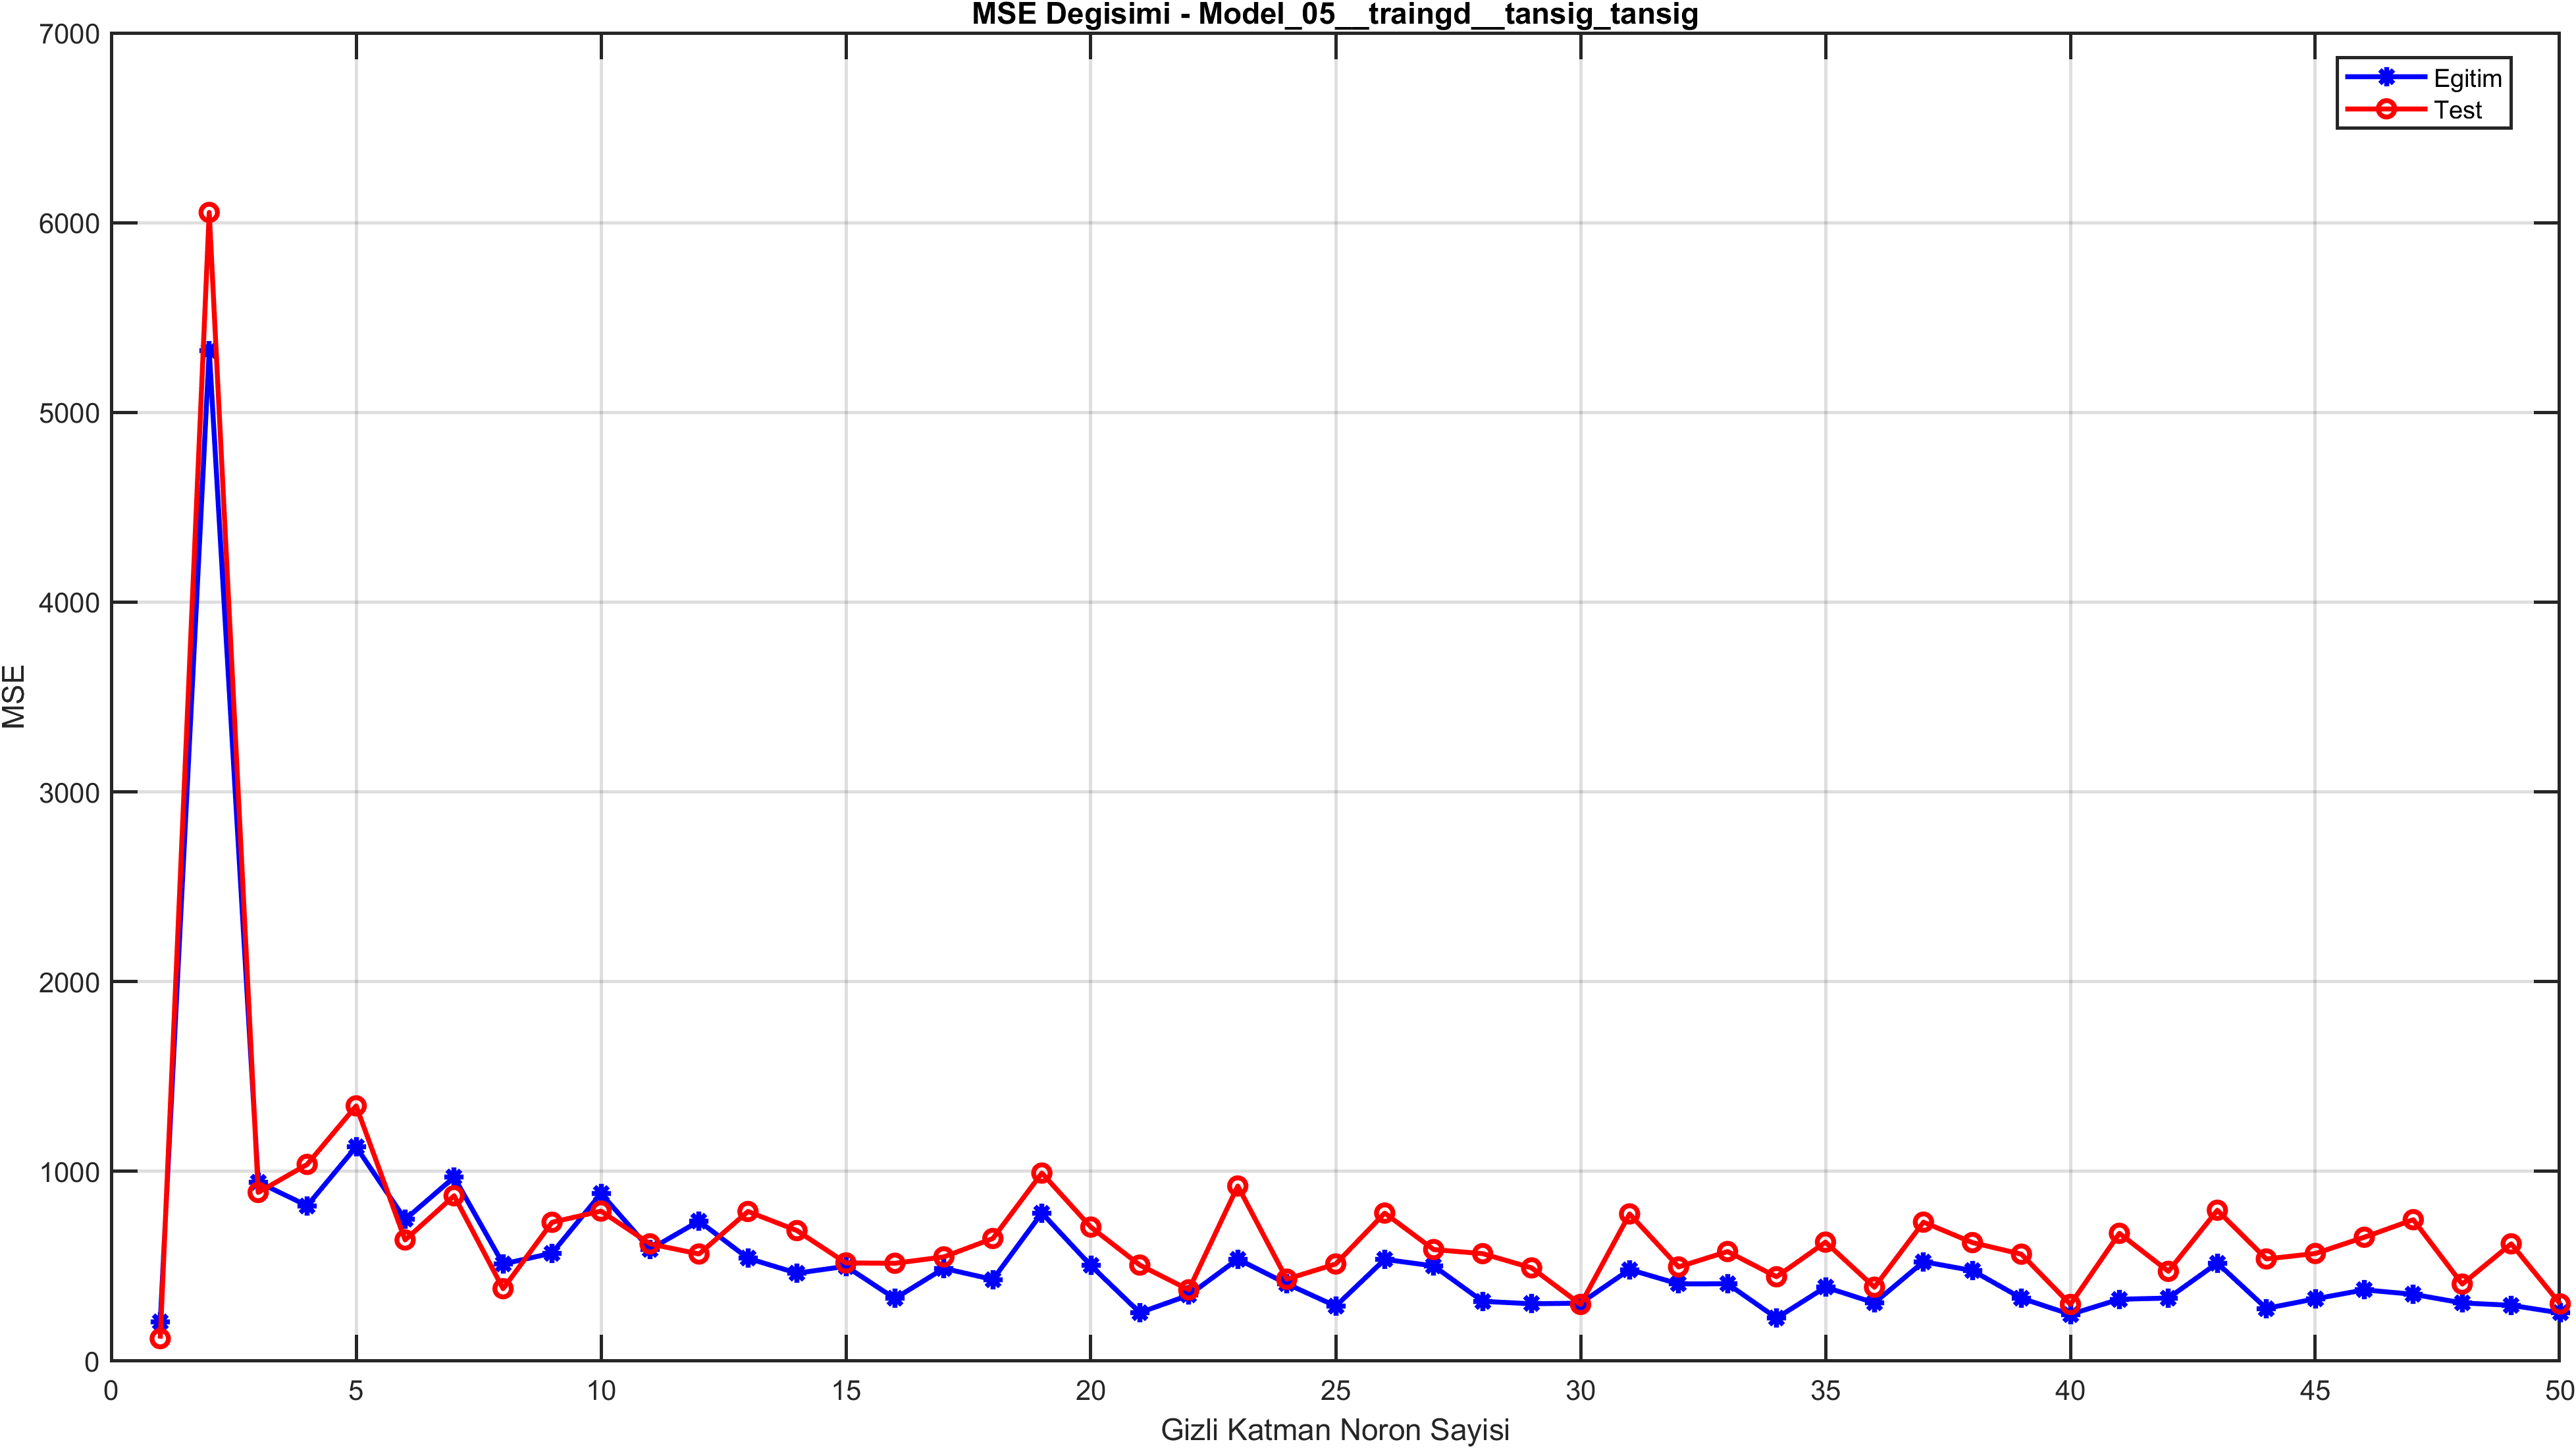 MSE Degisimi - Model_05__traingd__tansig_tansig
7000
6000
5000
4000
3000
2000
1000
0
MSE
Egitim
Test
0 5 10 15 20 25 30 35 40 45 50
Gizli Katman Noron Sayisi